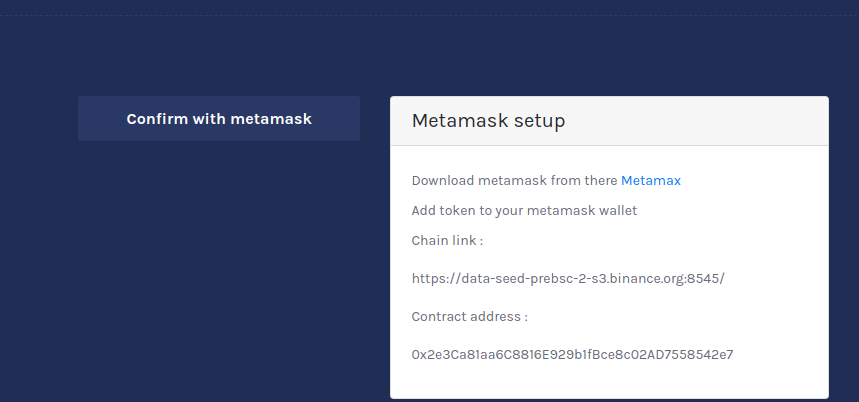 Confirm with metamask
Metamask setup
Download metamask from there Metamax
Add token to your metamask wallet
Chain link :
https://data-seed-prebsc-2-s3.binance.org:8545/
Contract address :
0x2e3Ca81aa6C8816E929b1fBce8c02AD7558542e7